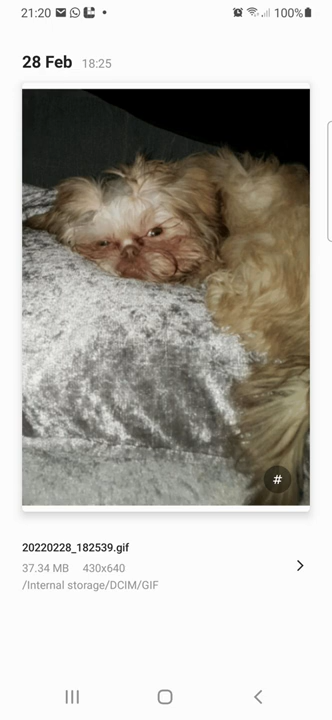 21:20
100%
28 Feb 18:25
#
20220228_182539.gif
37.34 MB 430x640
/Internal storage/DCIM/GIF